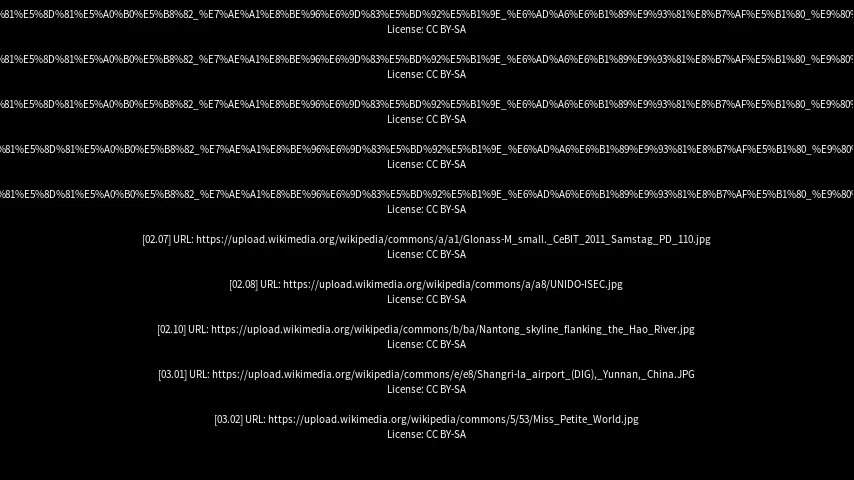 %81%E5%8D%81%E5%A0%B0%E5%B8%82_%E7%AE%A1%E8%BE%96%E6%9D%83%E5%BD%92%E5%B1%9E_%E6%AD%A6%E6%B1%89%E9%93%81%E8%B7%AF%E5%B1%80_%E9%80%
License: CC BY-SA
%81%E5%8D%81%E5%A0%B0%E5%B8%82_%E7%AE%A1%E8%BE%96%E6%9D%83%E5%BD%92%E5%B1%9E_%E6%AD%A6%E6%B1%89%E9%93%81%E8%B7%AF%E5%B1%80_%E9%80%
License: CC BY-SA
%81%E5%8D%81%E5%A0%B0%E5%B8%82_%E7%AE%A1%E8%BE%96%E6%9D%83%E5%BD%92%E5%B1%9E_%E6%AD%A6%E6%B1%89%E9%93%81%E8%B7%AF%E5%B1%80_%E9%80%
License: CC BY-SA
%81%E5%8D%81%E5%A0%B0%E5%B8%82_%E7%AE%A1%E8%BE%96%E6%9D%83%E5%BD%92%E5%B1%9E_%E6%AD%A6%E6%B1%89%E9%93%81%E8%B7%AF%E5%B1%80_%E9%80%
License: CC BY-SA
%81%E5%8D%81%E5%A0%B0%E5%B8%82_%E7%AE%A1%E8%BE%96%E6%9D%83%E5%BD%92%E5%B1%9E_%E6%AD%A6%E6%B1%89%E9%93%81%E8%B7%AF%E5%B1%80_%E9%80%
License: CC BY-SA
[02.07] URL: https://upload.wikimedia.org/wikipedia/commons/a/a1/Glonass-M_small._CeBIT_2011_Samstag_PD_110.jpg
License: CC BY-SA
[02.08] URL: https://upload.wikimedia.org/wikipedia/commons/a/a8/UNIDO-ISEC.jpg
License: CC BY-SA
[02.10] URL: https://upload.wikimedia.org/wikipedia/commons/b/ba/Nantong_skyline_flanking_the_Hao_River.jpg
License: CC BY-SA
[03.01] URL: https://upload.wikimedia.org/wikipedia/commons/e/e8/Shangri-la_airport_(DIG),_Yunnan,_China.JPG
License: CC BY-SA
[03.02] URL: https://upload.wikimedia.org/wikipedia/commons/5/53/Miss_Petite_World.jpg
License: CC BY-SA